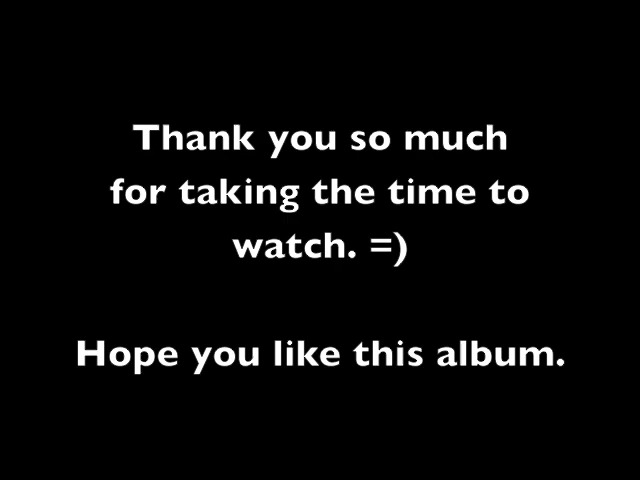 Thank you so much
for taking the time to
watch. =)
Hope you like this album.